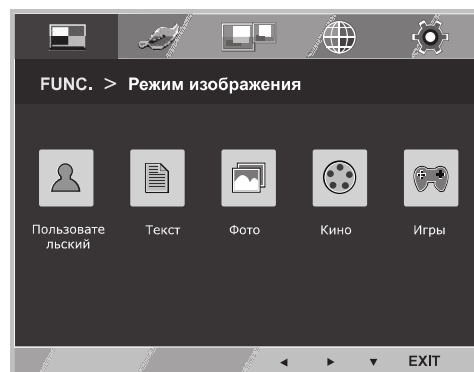 FUNC. > Режим изображения
Пользовате
льский
Текст
Фото
Кино
Игры
EXIT